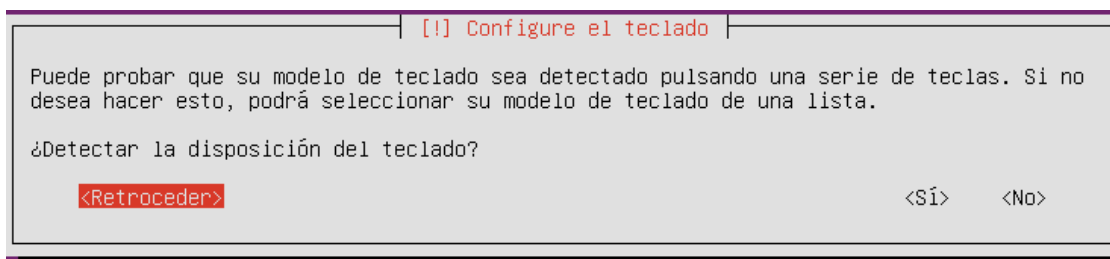 [!] Configure el teclado
Puede probar que su modelo de teclado sea detectado pulsando una serie de teclas. Si no
desea hacer esto, podrá seleccionar su modelo de teclado de una lista.
¿Detectar la disposición del teclado?
<Retroceder> <Sí> <No>